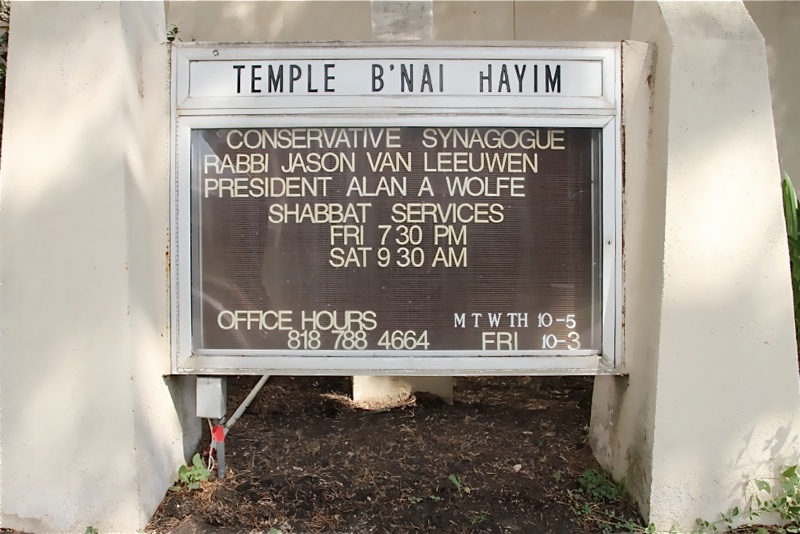 TEMPLE B'NAI HAYIM
CONSERVATIVE SYNAGOGUE
RABBI JASON VAN LEEUWEN
PRESIDENT ALAN A WOLFE
SHABBAT SERVICES
FRI 7 30 PM
SAT 9 30 AM
OFFICE HOURS M T W TH 10-5
818 788 4664 FRI 10-3